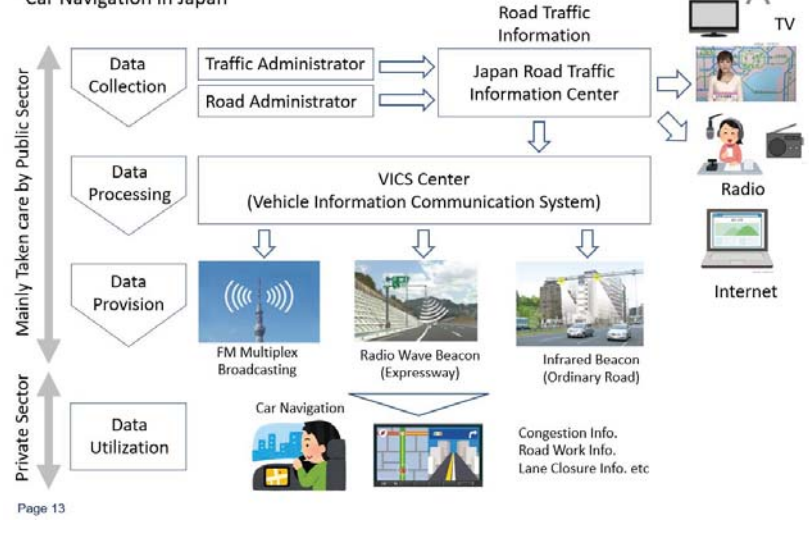 Car Navigation in Japan
Road Traffic
Information
TV
Mainly Taken care by Public Sector
Data
Collection
Traffic Administrator
Road Administrator
Japan Road Traffic
Information Center
Radio
Internet
Data
Processing
VICS Center
(Vehicle Information Communication System)
Data
Provision
FM Multiplex
Broadcasting
Radio Wave Beacon
(Expressway)
Infrared Beacon
(Ordinary Road)
Private Sector
Data
Utilization
Car Navigation
Congestion Info.
Road Work Info.
Lane Closure Info. etc
Page 13